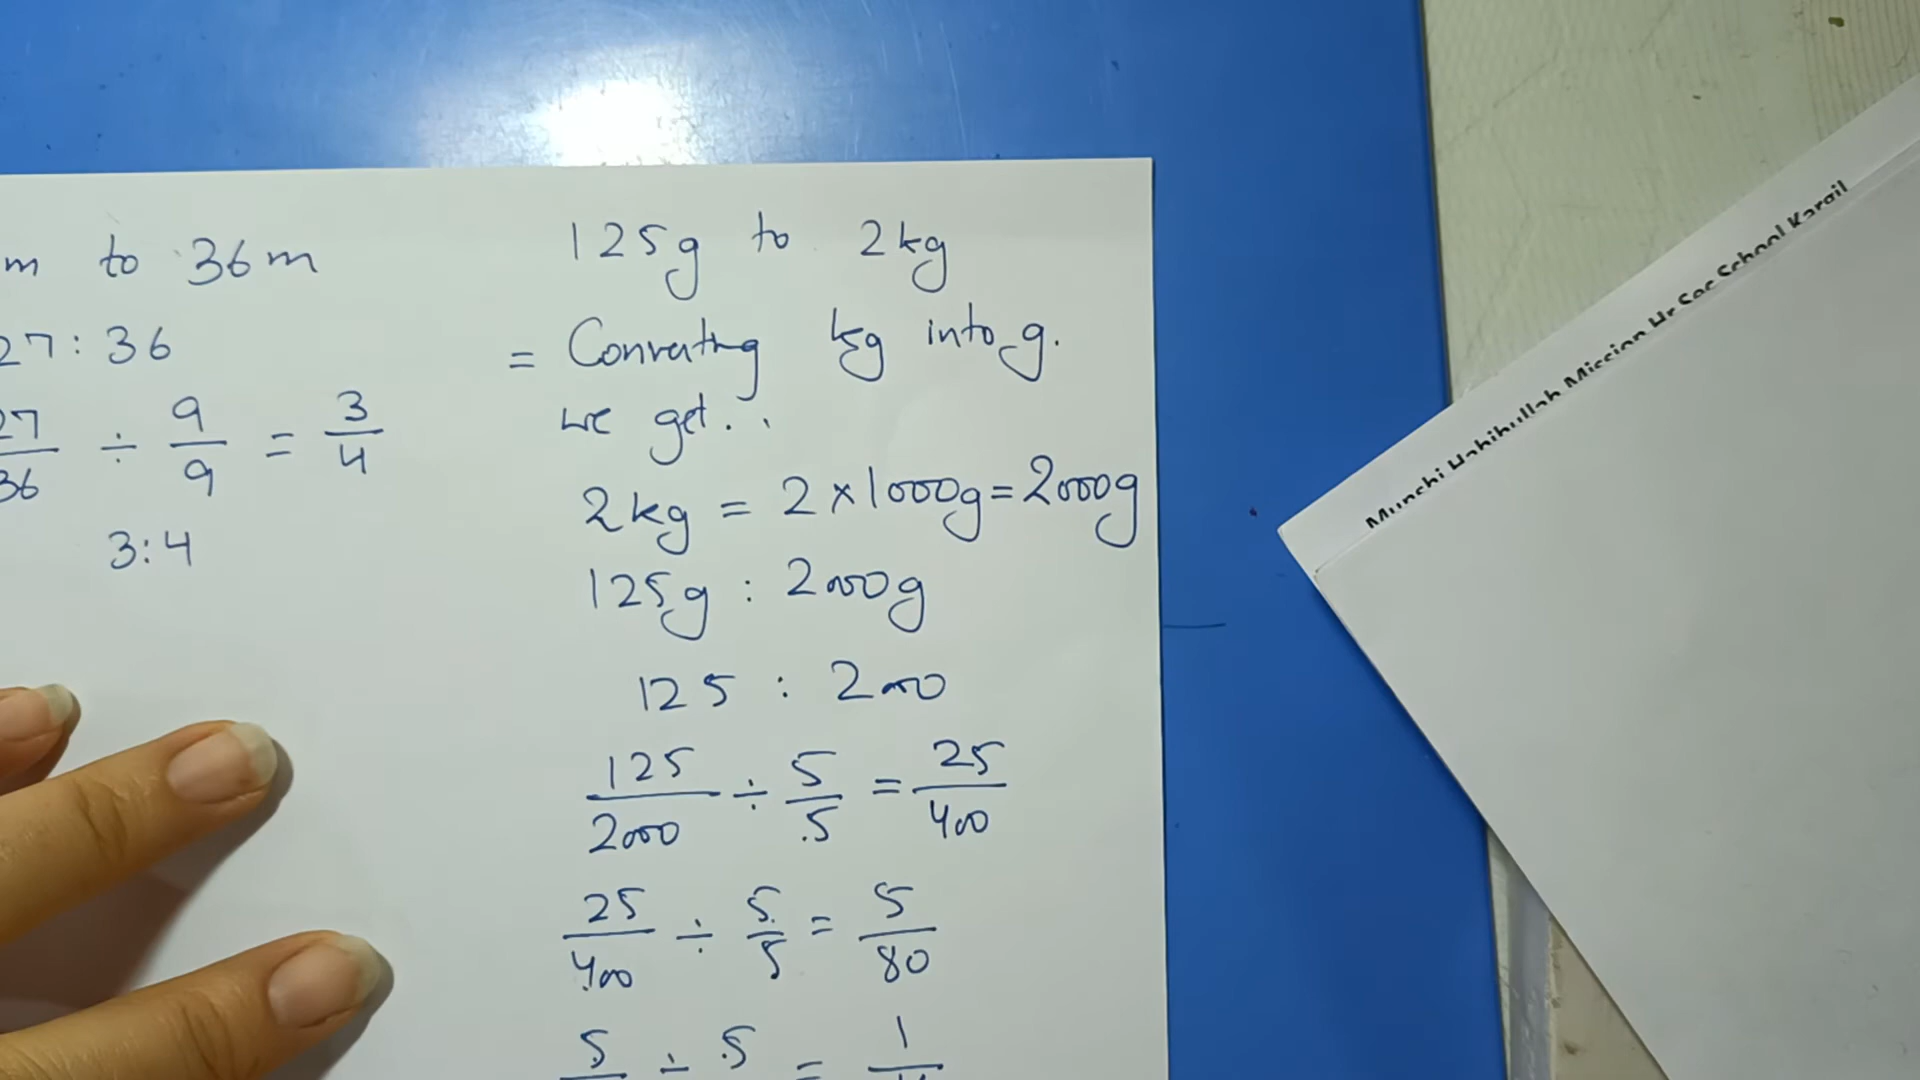 m to 36m
27:36
27/36 ÷ 9/9 = 3/4
3:4
125g to 2kg
= Converting kg into g.
we get..
2kg = 2×1000g=2000g
125g : 2000g
125 : 2000
125/2000 ÷ 5/5 = 25/400
25/400 ÷ 5/5 = 5/80
5 ÷ 5 = 1
Munshi Habibullah Mission Hr Sec School Karail